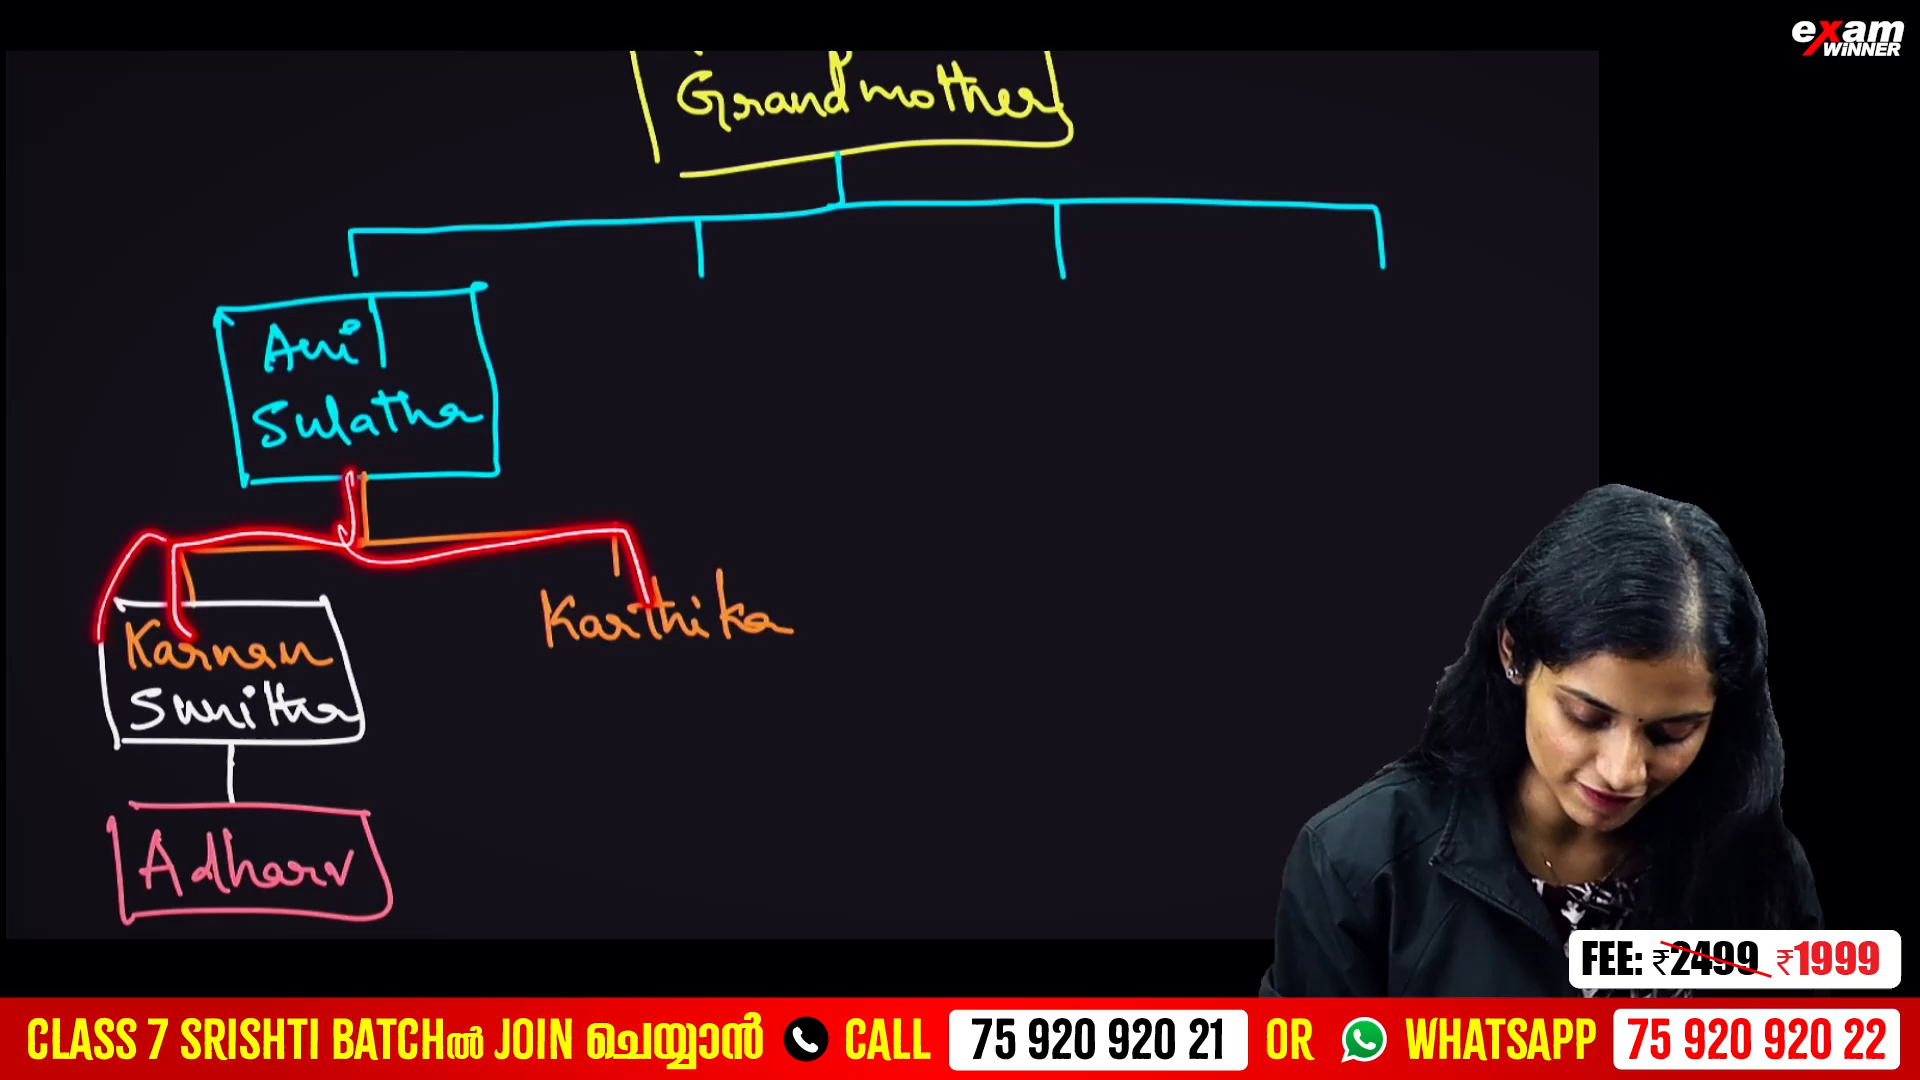 exam
WINNER
Grandmother
Anil
Sulatha
Karnan
Sunitha
Karthika
Adharv
FEE: ₹2499 ₹1999
CLASS 7 SRISHTI BATCHൽ JOIN ചെയ്യാൻ CALL 75 920 920 21 OR WHATSAPP 75 920 920 22